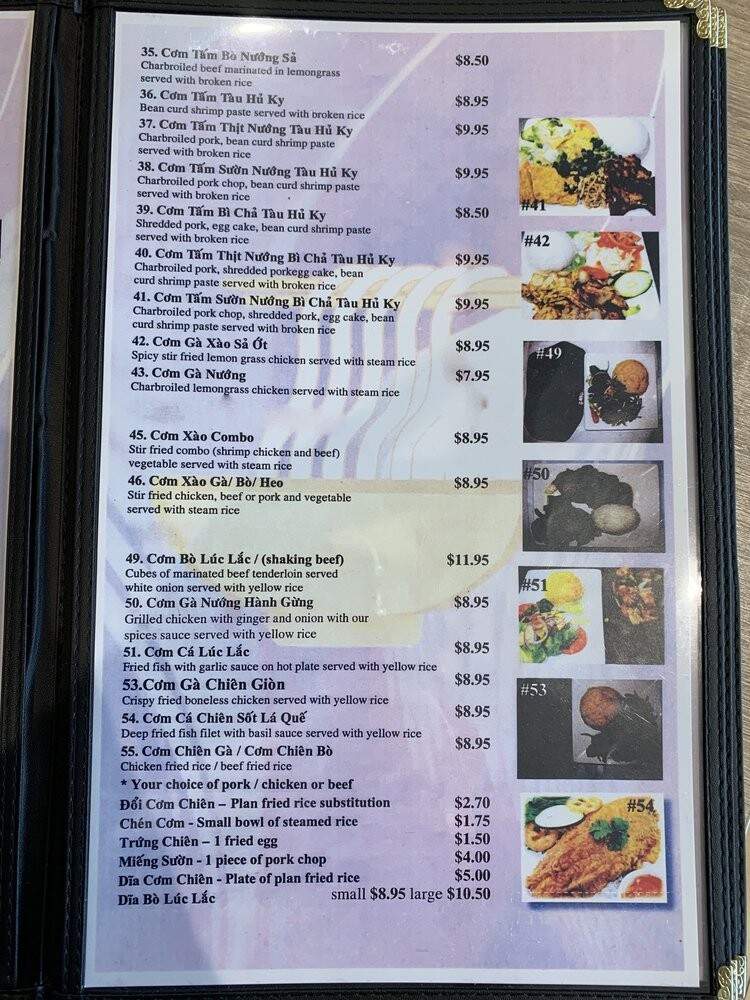 35. Cơm Tấm Bò Nướng Sả $8.50
Charbroiled beef marinated in lemongrass
served with broken rice
36. Cơm Tấm Tàu Hủ Ky $8.95
Bean curd shrimp paste served with broken rice
37. Cơm Tấm Thịt Nướng Tàu Hủ Ky $9.95
Charbroiled pork, bean curd shrimp paste
served with broken rice
38. Cơm Tấm Sườn Nướng Tàu Hủ Ky $9.95
Charbroiled pork chop, bean curd shrimp paste
served with broken rice
39. Cơm Tấm Bì Chả Tàu Hủ Ky $8.50
Shredded pork, egg cake, bean curd shrimp paste
served with broken rice
40. Cơm Tấm Thịt Nướng Bì Chả Tàu Hủ Ky $9.95
Charbroiled pork, shredded porkegg cake, bean
curd shrimp paste served with broken rice
41. Cơm Tấm Sườn Nướng Bì Chả Tàu Hủ Ky $9.95
Charbroiled pork chop, shredded pork, egg cake, bean
curd shrimp paste served with broken rice
42. Cơm Gà Xào Sả Ớt $8.95
Spicy stir fried lemon grass chicken served with steam rice
43. Cơm Gà Nướng $7.95
Charbroiled lemongrass chicken served with steam rice
45. Cơm Xào Combo $8.95
Stir fried combo (shrimp chicken and beef)
vegetable served with steam rice
46. Cơm Xào Gà/ Bò/ Heo $8.95
Stir fried chicken, beef or pork and vegetable
served with steam rice
49. Cơm Bò Lúc Lắc / (shaking beef) $11.95
Cubes of marinated beef tenderloin served
white onion served with yellow rice
50. Cơm Gà Nướng Hành Gừng $8.95
Grilled chicken with ginger and onion with our
spices sauce served with yellow rice
51. Cơm Cá Lúc Lắc $8.95
Fried fish with garlic sauce on hot plate served with yellow rice
53.Cơm Gà Chiên Giòn $8.95
Crispy fried boneless chicken served with yellow rice
54. Cơm Cá Chiên Sốt Lá Quế $8.95
Deep fried fish filet with basil sauce served with yellow rice
55. Cơm Chiên Gà / Cơm Chiên Bò $8.95
Chicken fried rice / beef fried rice
* Your choice of pork / chicken or beef
Đổi Cơm Chiên – Plan fried rice substitution $2.70
Chén Cơm - Small bowl of steamed rice $1.75
Trứng Chiên – 1 fried egg $1.50
Miếng Sườn - 1 piece of pork chop $4.00
Dĩa Cơm Chiên - Plate of plan fried rice $5.00
Dĩa Bò Lúc Lắc small $8.95 large $10.50
#41
#42
#49
#50
#51
#53
#54